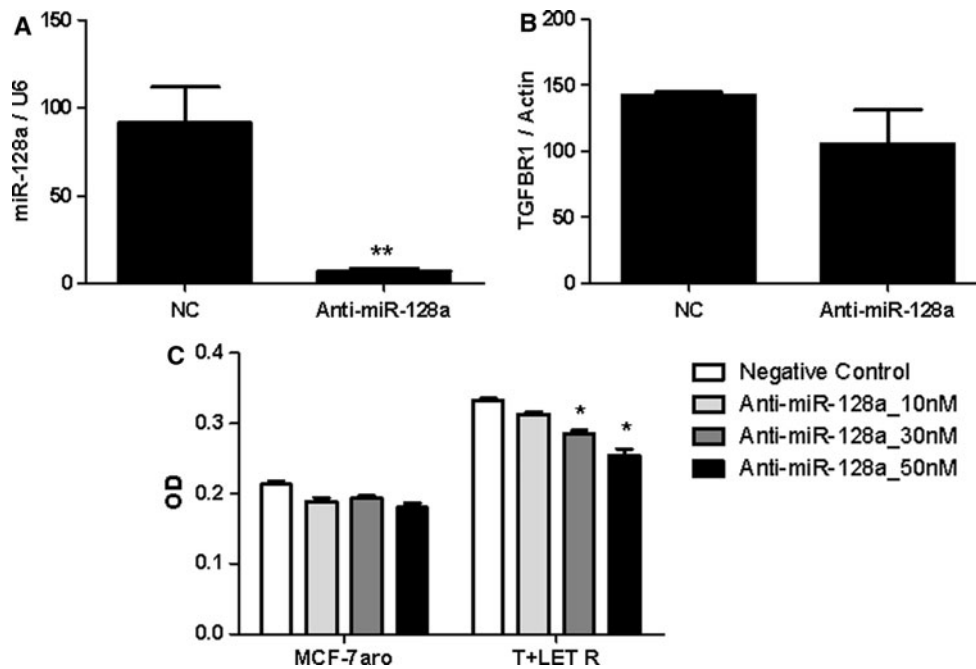 A
miR-128a / U6
100
50
0
**
NC
Anti-miR-128a
B
TGFBR1 / Actin
200
150
100
50
0
NC
Anti-miR-128a
C
OD
0.4
0.3
0.2
0.1
0.0
*
*
MCF-7aro
T+LET R
Negative Control
Anti-miR-128a_10nM
Anti-miR-128a_30nM
Anti-miR-128a_50nM